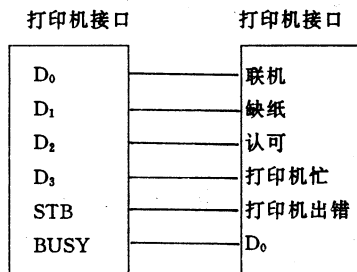 打印机接口 打印机接口
D₀ 联机
D₁ 缺纸
D₂ 认可
D₃ 打印机忙
STB 打印机出错
BUSY D₀